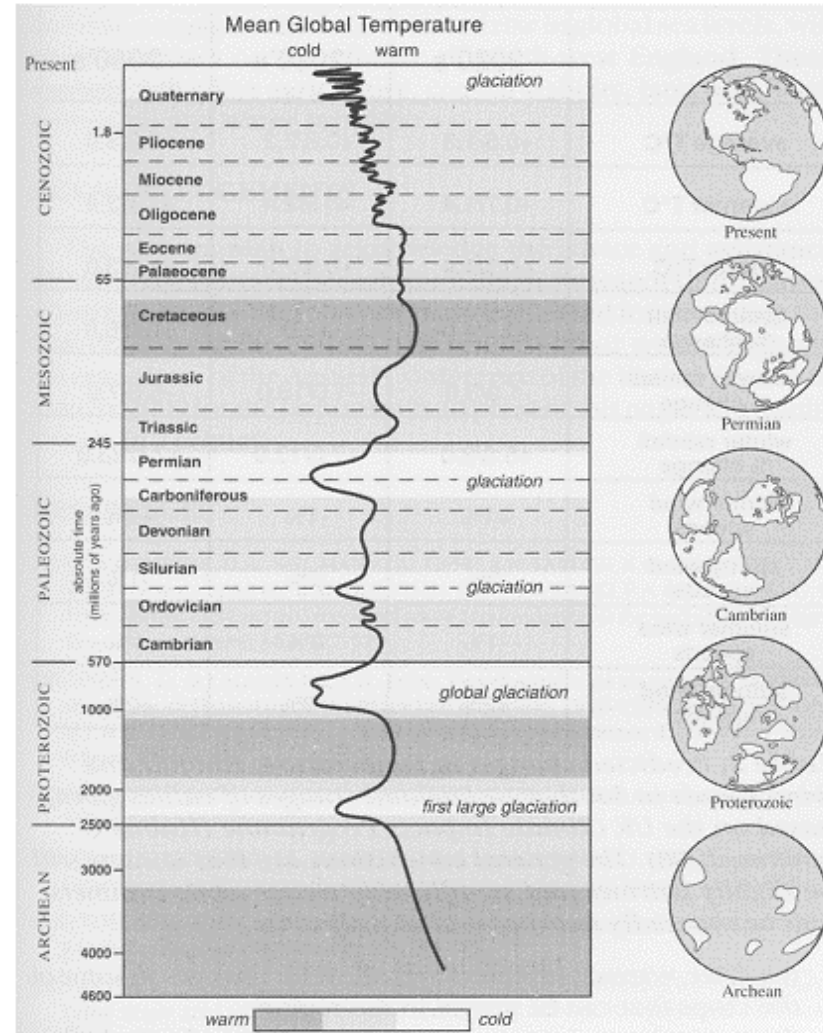 Mean Global Temperature
cold warm
Present
glaciation
Quaternary
1.8
Pliocene
Miocene
Oligocene
Eocene
Palaeocene
CENOZOIC
Present
65
Cretaceous
Jurassic
Triassic
MESOZOIC
Permian
245
Permian
glaciation
Carboniferous
Devonian
Silurian
glaciation
Ordovician
Cambrian
PALEOZOIC
absolute time
(millions of years ago)
Cambrian
570
global glaciation
1000
2000
first large glaciation
PROTEROZOIC
Proterozoic
2500
3000
4000
4600
ARCHEAN
Archean
warm cold